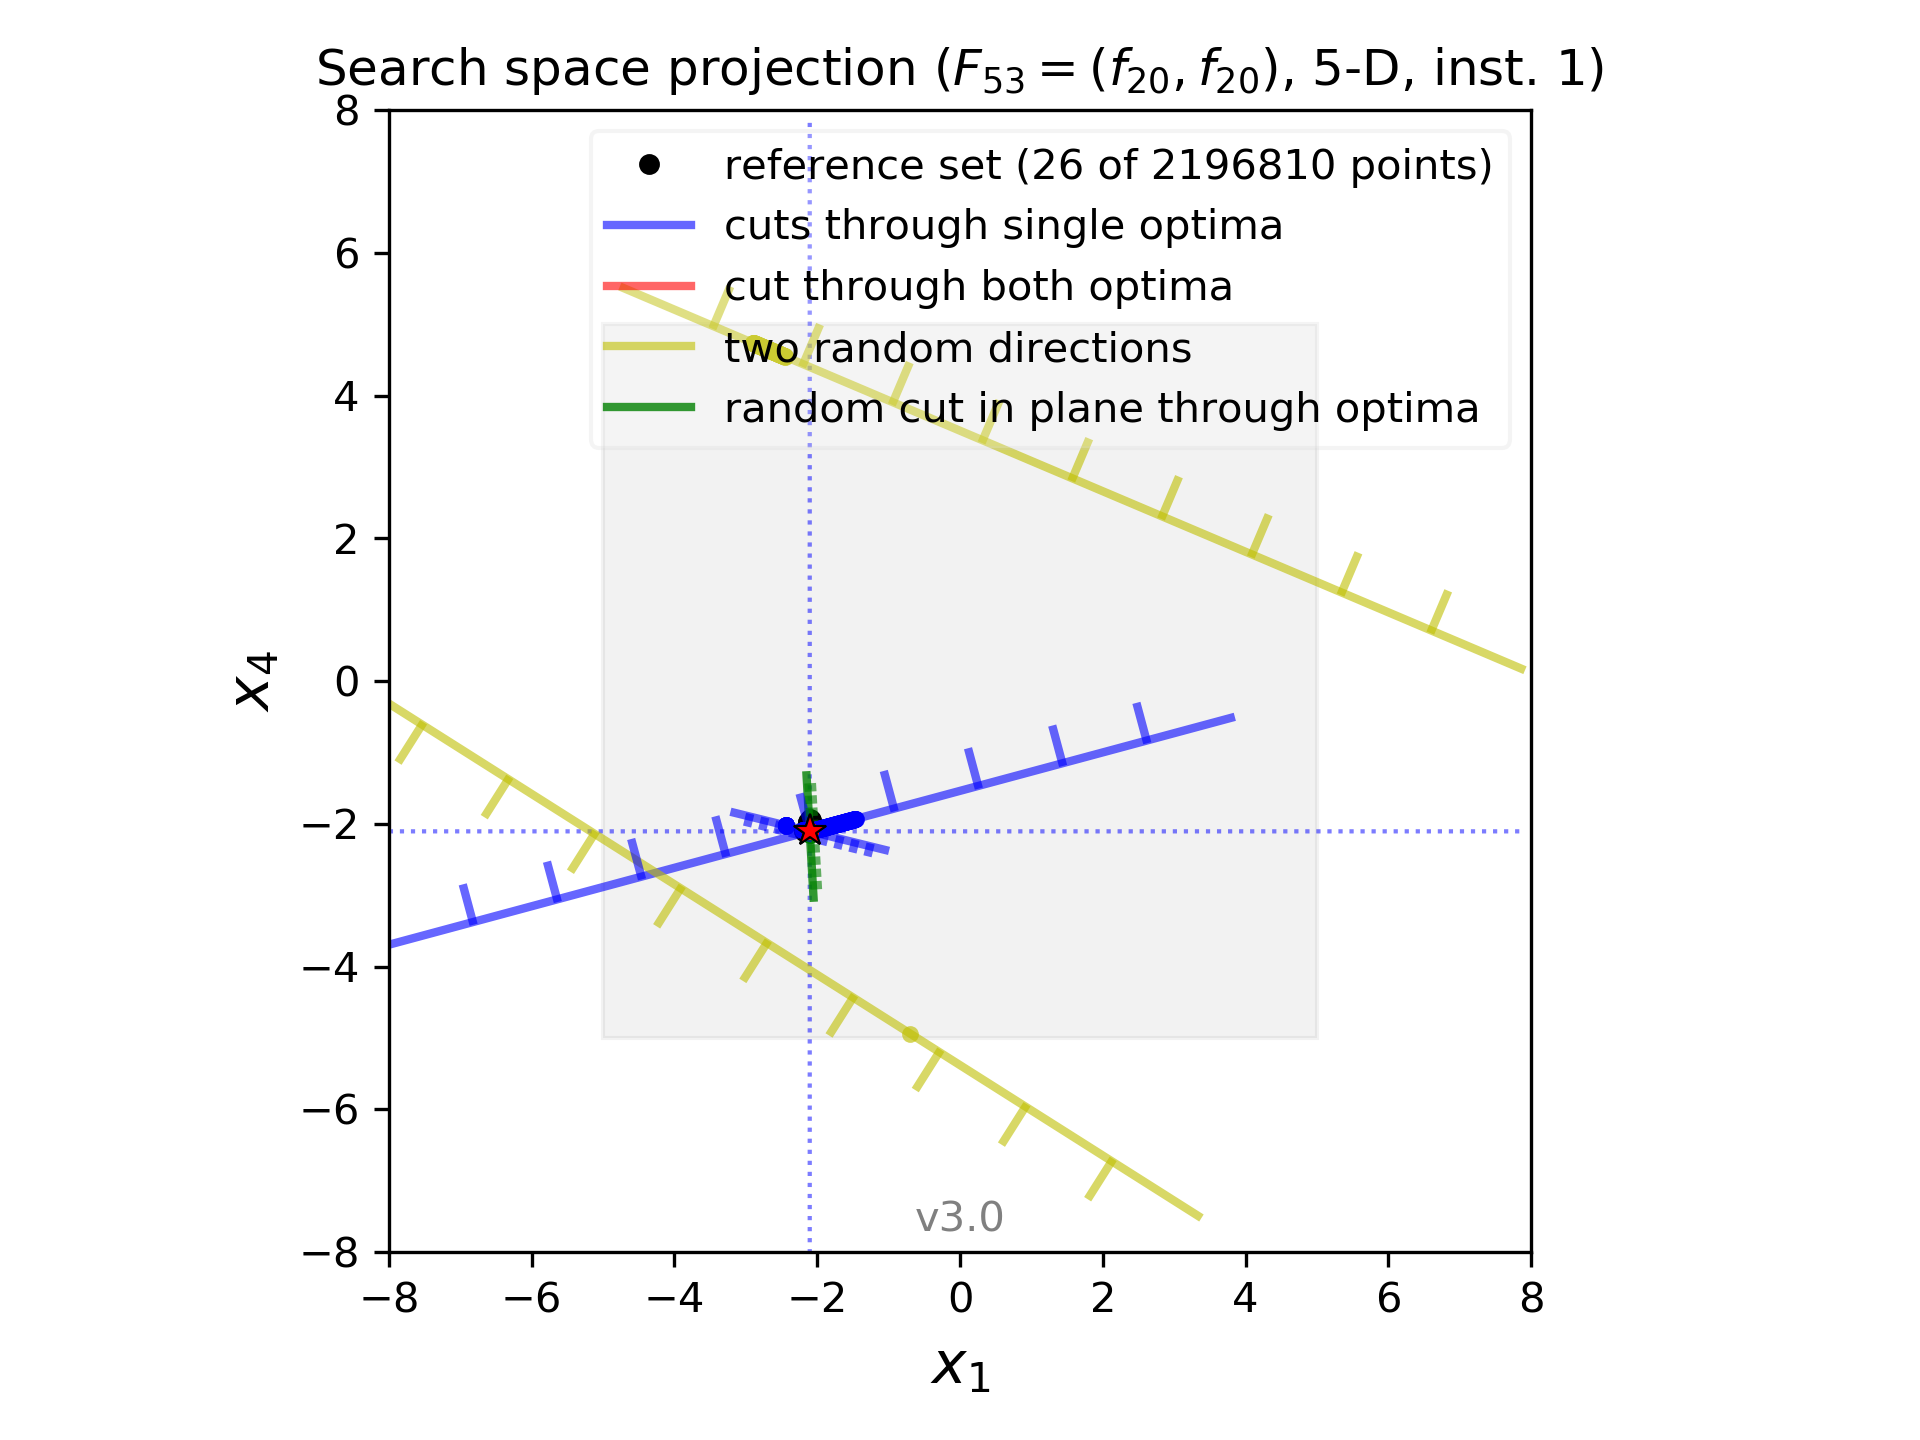 Search space projection (F53 = (f20, f20), 5-D, inst. 1)
8
reference set (26 of 2196810 points)
cuts through single optima
6
cut through both optima
two random directions
4
random cut in plane through optima
2
x4
0
−2
−4
−6
v3.0
−8
−8 −6 −4 −2 0 2 4 6 8
x1